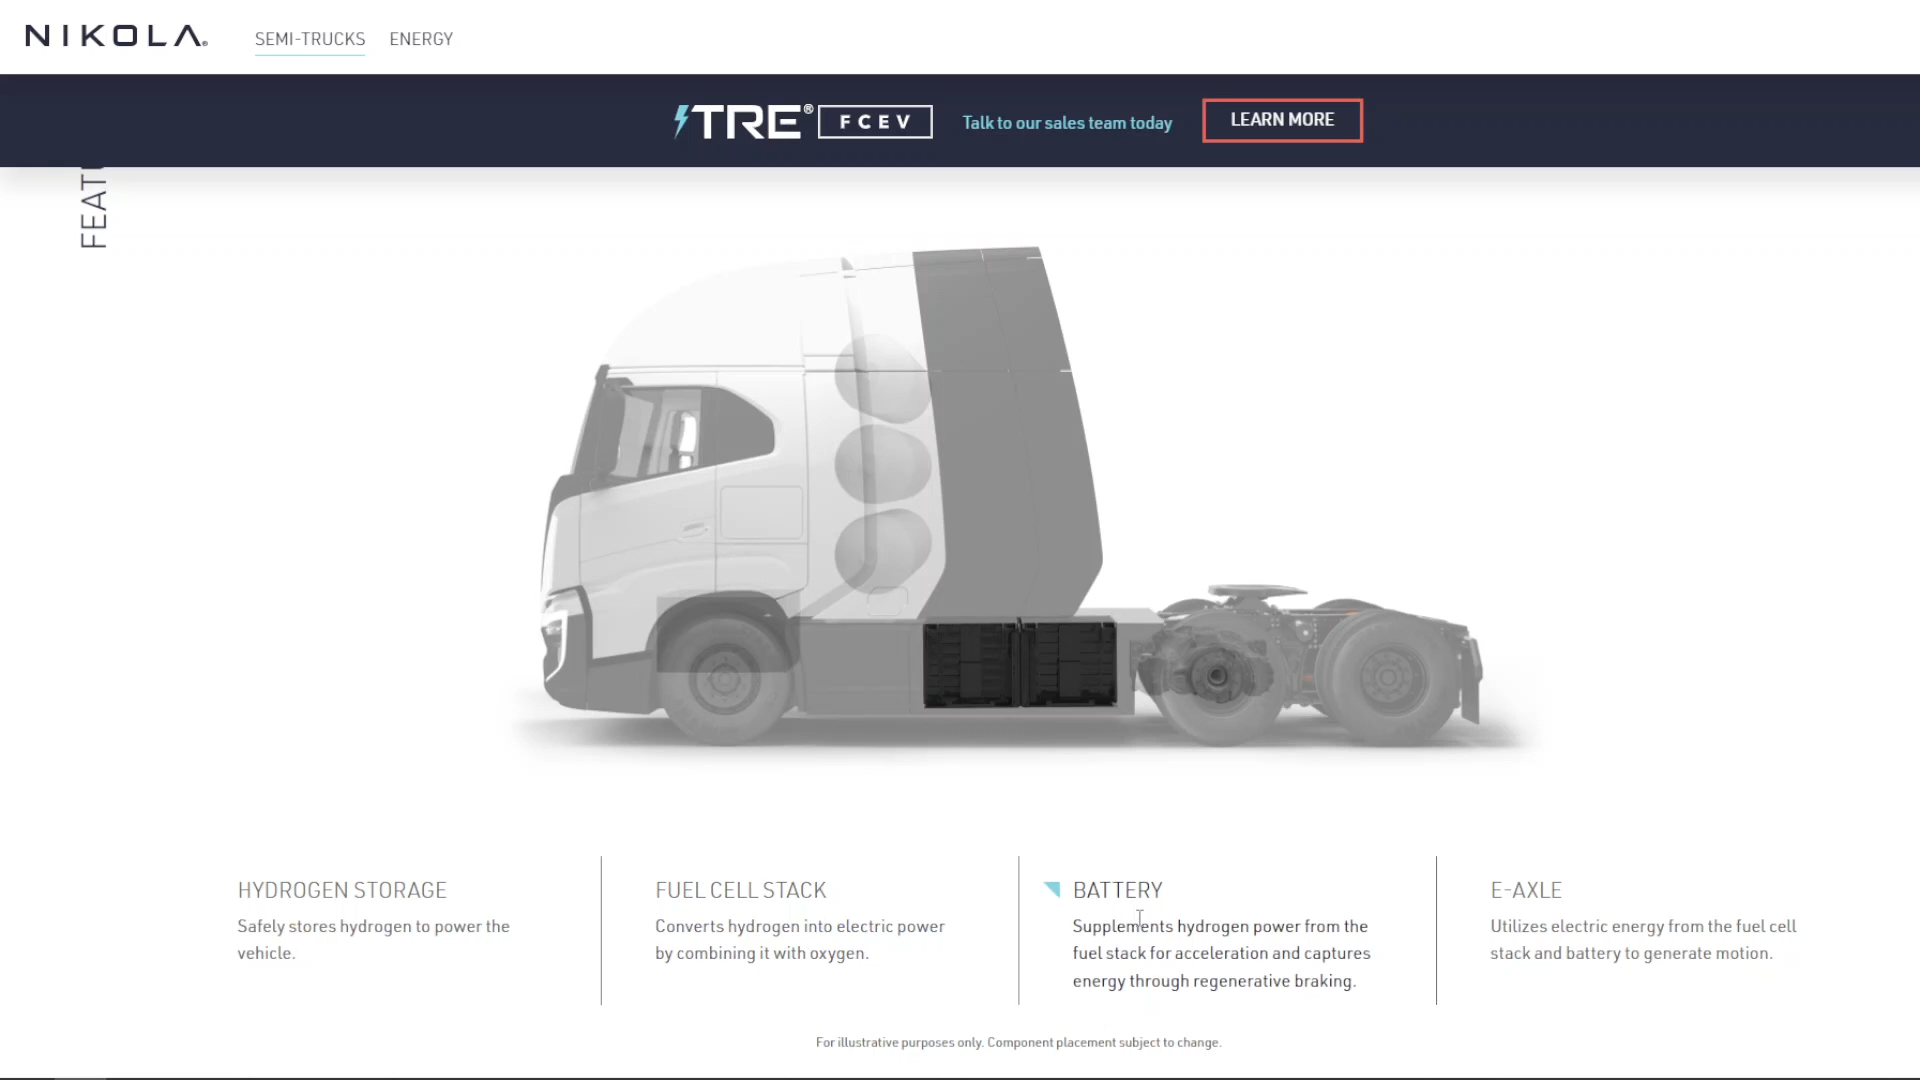 NIKOLA®
SEMI-TRUCKS
ENERGY
TRE® FCEV
Talk to our sales team today
LEARN MORE
HYDROGEN STORAGE
Safely stores hydrogen to power the
vehicle.
FUEL CELL STACK
Converts hydrogen into electric power
by combining it with oxygen.
BATTERY
Supplements hydrogen power from the
fuel stack for acceleration and captures
energy through regenerative braking.
E-AXLE
Utilizes electric energy from the fuel cell
stack and battery to generate motion.
For illustrative purposes only. Component placement subject to change.